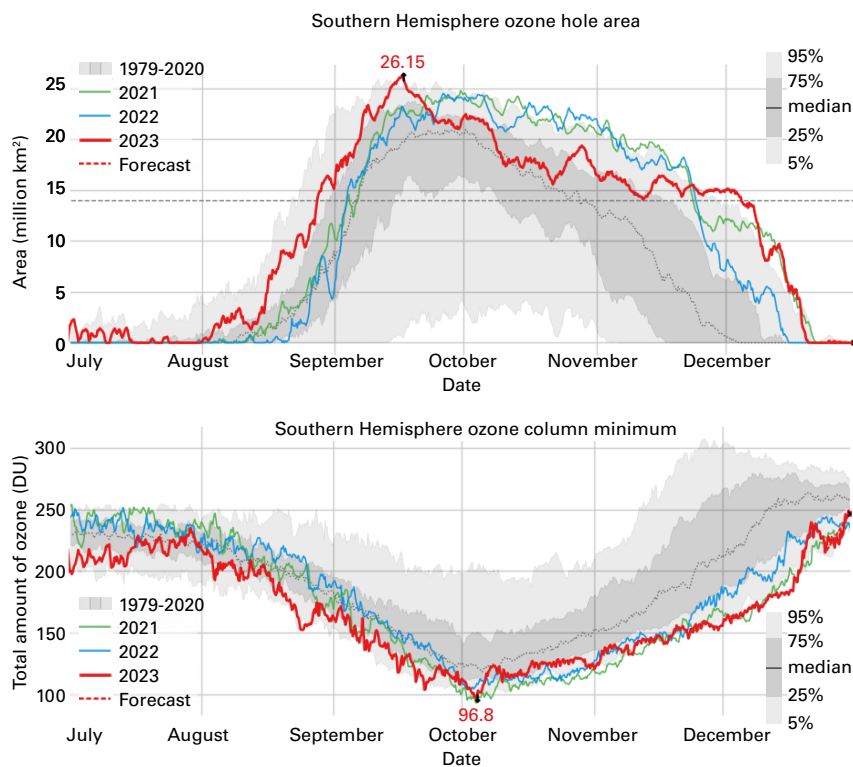 Southern Hemisphere ozone hole area
26.15
1979-2020
2021
2022
2023
Forecast
95%
75%
median
25%
5%
Area (million km²)
25
20
15
10
5
0
July August September October November December
Date
Southern Hemisphere ozone column minimum
Total amount of ozone (DU)
300
250
200
150
100
1979-2020
2021
2022
2023
Forecast
95%
75%
median
25%
5%
96.8
July August September October November December
Date